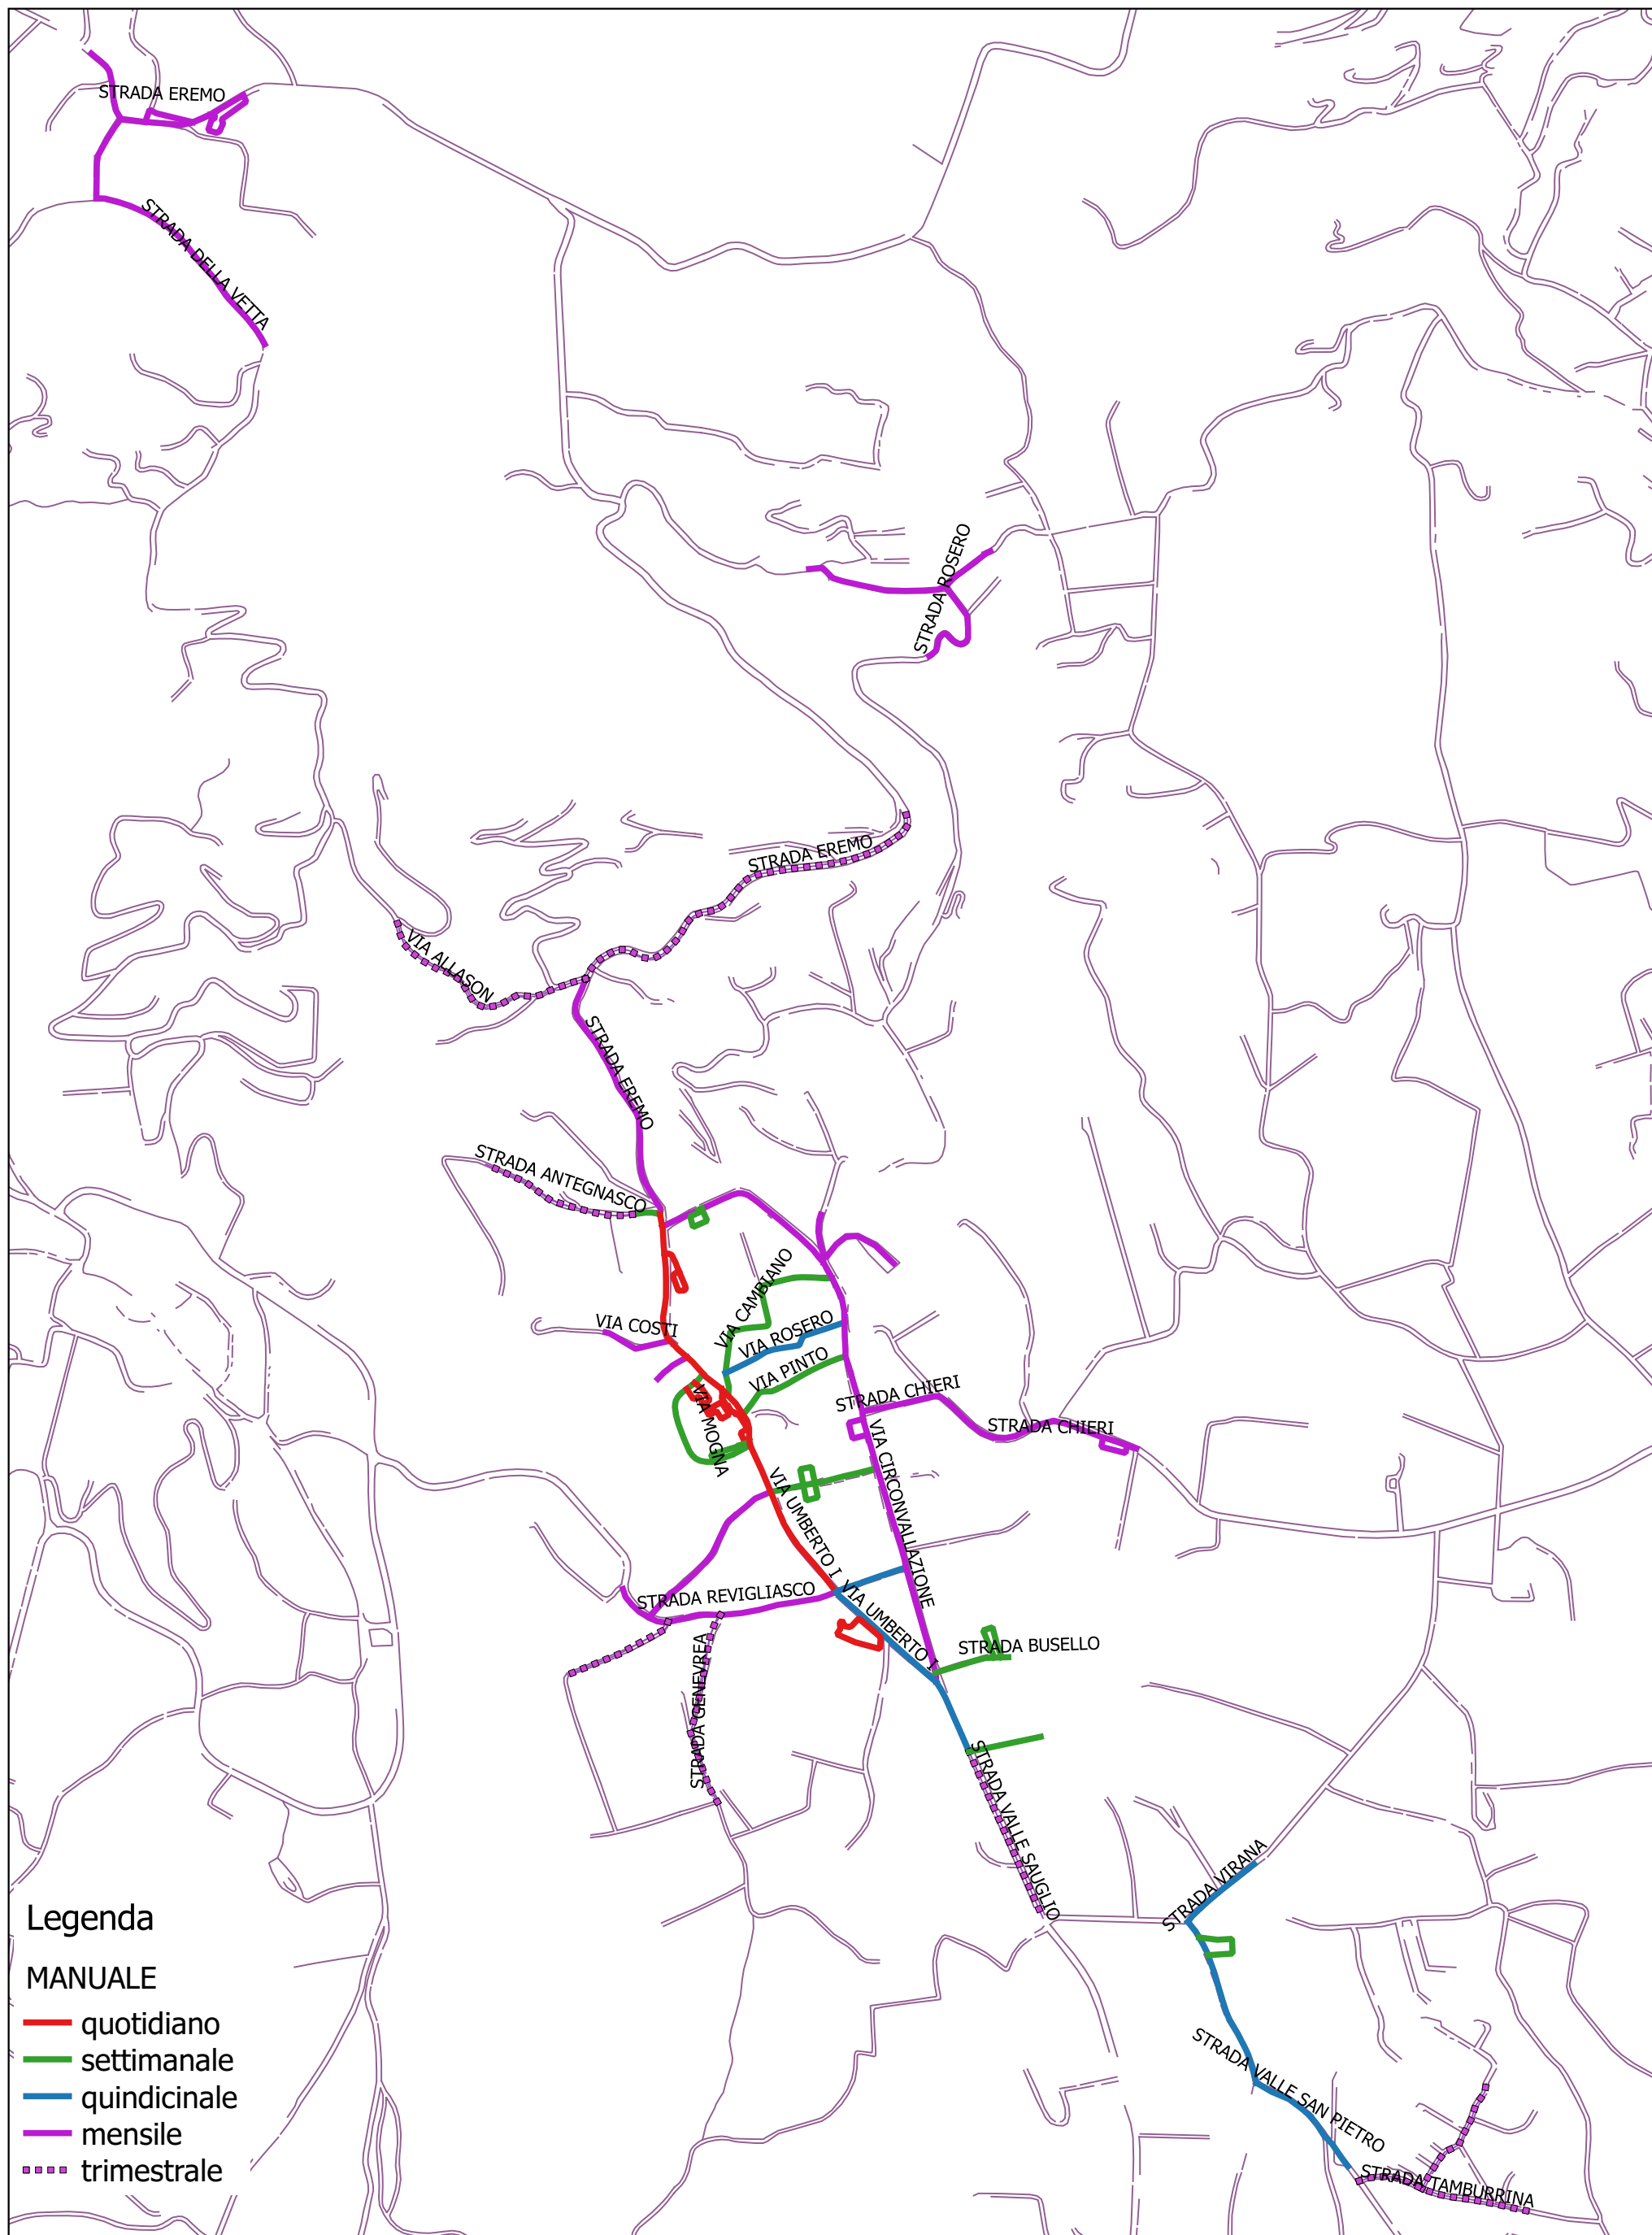 STRADA EREMO
STRADA DELLA VETTA
STRADA ROSERO
STRADA EREMO
VIA ALLASON
STRADA EREMO
STRADA ANTEGNASCO
VIA CAMBIANO
VIA COSTI
VIA ROSERO
VIA PINTO
STRADA CHIERI
VIA MOGNA
STRADA CHIERI
VIA CIRCONVALLAZIONE
VIA UMBERTO I
STRADA REVIGLIASCO
VIA UMBERTO I
STRADA BUSELLO
STRADA GENEVREA
STRADA VALLE SAUGLIO
STRADA VIRANA
STRADA VALLE SAN PIETRO
STRADA TAMBURRINA
Legenda
MANUALE
quotidiano
settimanale
quindicinale
mensile
trimestrale